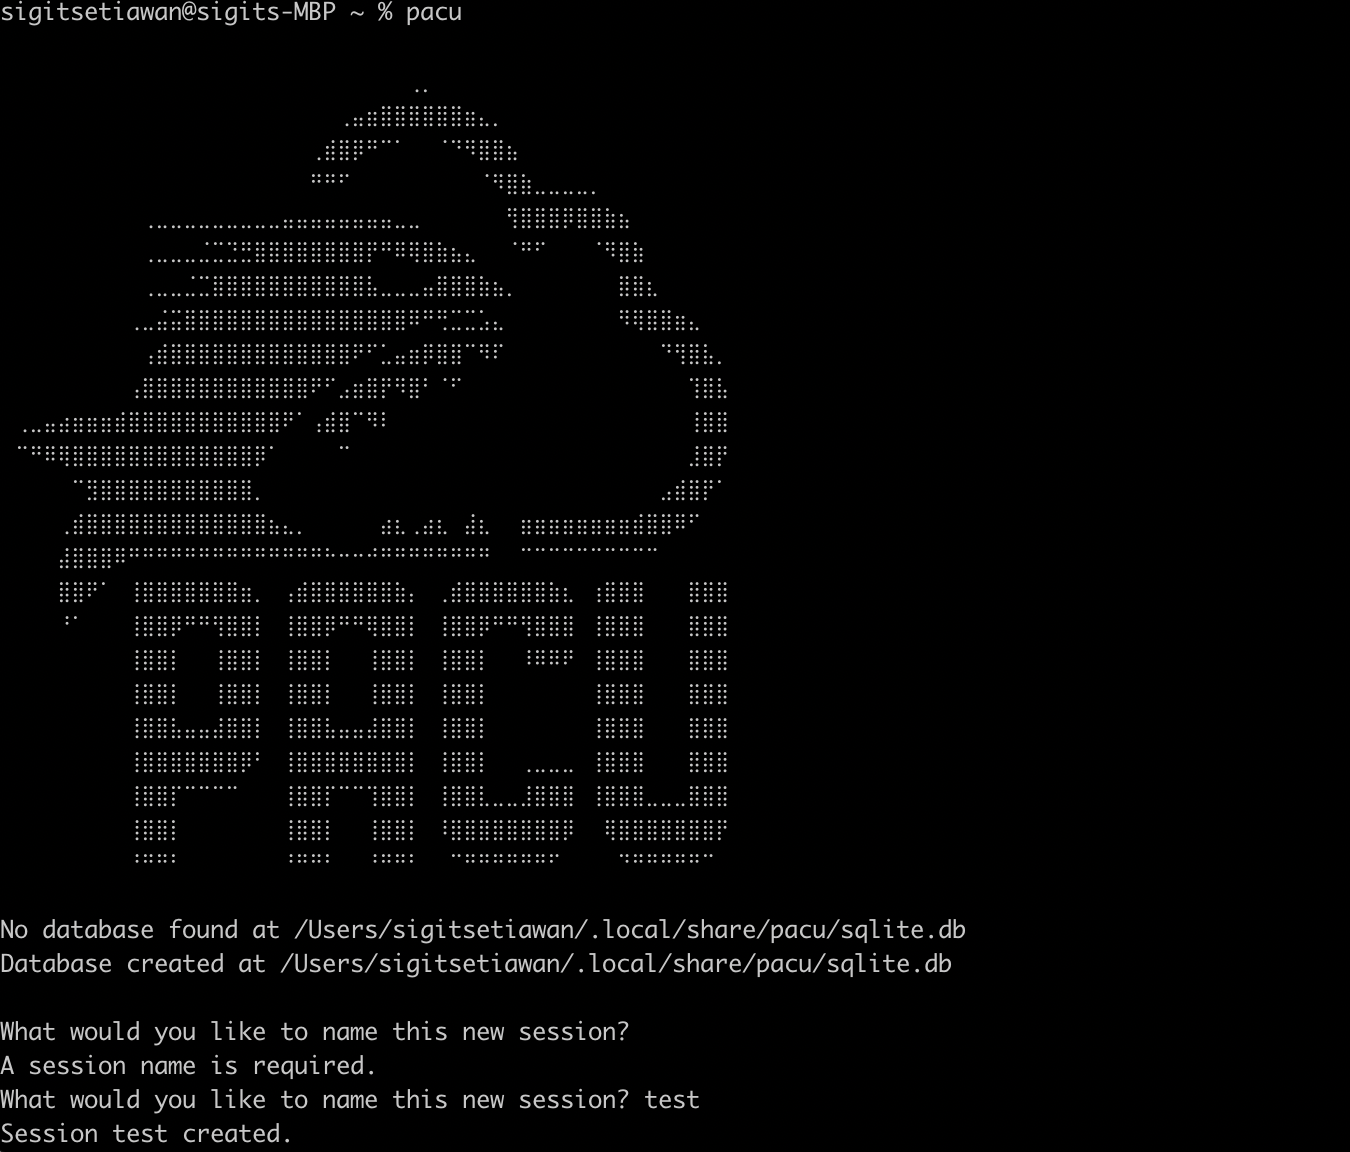 sigitsetiawan@sigits-MBP ~ % pacu
PACU
No database found at /Users/sigitsetiawan/.local/share/pacu/sqlite.db
Database created at /Users/sigitsetiawan/.local/share/pacu/sqlite.db
What would you like to name this new session?
A session name is required.
What would you like to name this new session? test
Session test created.